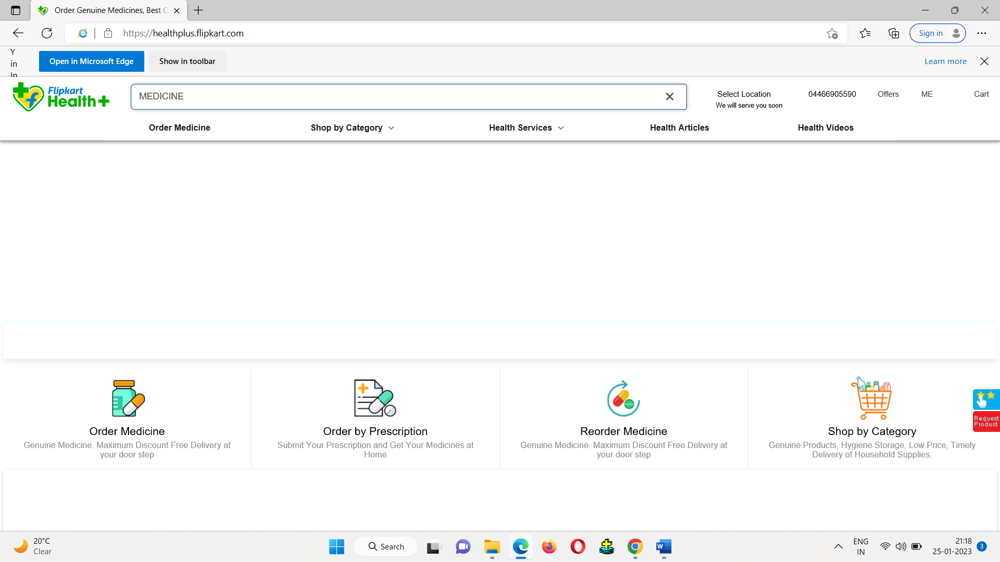 Order Genuine Medicines, Best O
https://healthplus.flipkart.com
Sign in
Y
in
In
Open in Microsoft Edge
Show in toolbar
Learn more
Flipkart
Health+
MEDICINE
Select Location
We will serve you soon
04466905590
Offers
ME
Cart
Order Medicine
Shop by Category
Health Services
Health Articles
Health Videos
Order Medicine
Genuine Medicine. Maximum Discount Free Delivery at
your door step
Order by Prescription
Submit Your Prescription and Get Your Medicines at
Home
Reorder Medicine
Genuine Medicine. Maximum Discount Free Delivery at
your door step
Shop by Category
Genuine Products, Hygiene Storage, Low Price, Timely
Delivery of Household Supplies.
Request
Product
20°C
Clear
Search
ENG
IN
21:18
25-01-2023
3